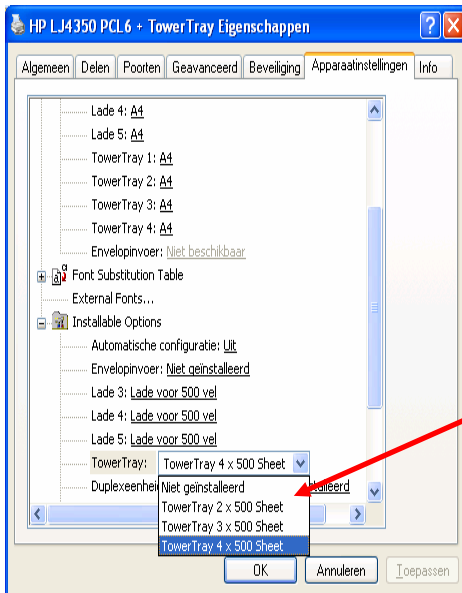 HP LJ4350 PCL6 + TowerTray Eigenschappen
Algemeen Delen Poorten Geavanceerd Beveiliging Apparaatinstellingen Info
Lade 4: A4
Lade 5: A4
TowerTray 1: A4
TowerTray 2: A4
TowerTray 3: A4
TowerTray 4: A4
Envelopinvoer: Niet beschikbaar
Font Substitution Table
External Fonts...
Installable Options
Automatische configuratie: Uit
Envelopinvoer: Niet geïnstalleerd
Lade 3: Lade voor 500 vel
Lade 4: Lade voor 500 vel
Lade 5: Lade voor 500 vel
TowerTray: TowerTray 4 x 500 Sheet
Niet geïnstalleerd
TowerTray 2 x 500 Sheet
TowerTray 3 x 500 Sheet
TowerTray 4 x 500 Sheet
OK Annuleren Toepassen